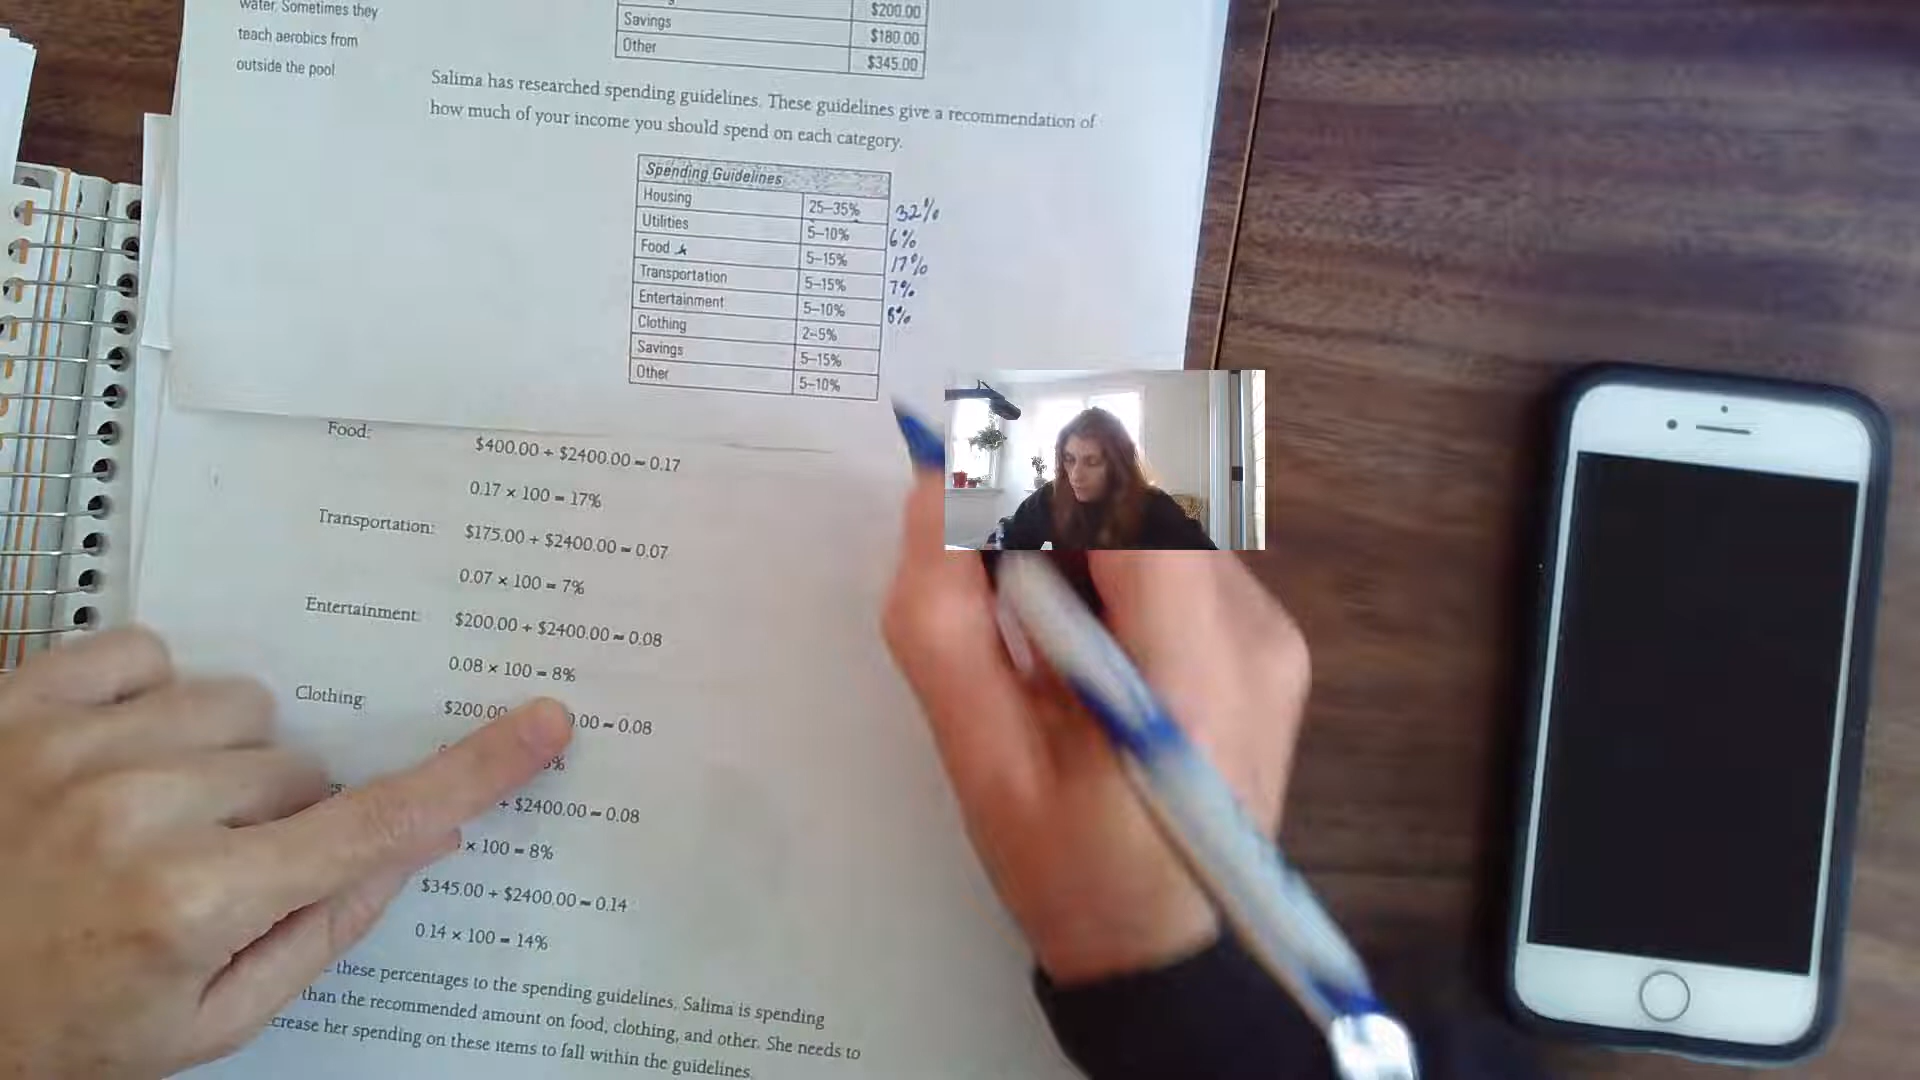 water. Sometimes they
teach aerobics from
outside the pool
$200.00
Savings $180.00
Other $345.00
Salima has researched spending guidelines. These guidelines give a recommendation of
how much of your income you should spend on each category.
Spending Guidelines
Housing 25–35% 32%
Utilities 5–10% 6%
Food 5–15% 17%
Transportation 5–15% 7%
Entertainment 5–10% 8%
Clothing 2–5%
Savings 5–15%
Other 5–10%
Food: $400.00 ÷ $2400.00 ≈ 0.17
0.17 × 100 = 17%
Transportation: $175.00 ÷ $2400.00 ≈ 0.07
0.07 × 100 = 7%
Entertainment: $200.00 ÷ $2400.00 ≈ 0.08
0.08 × 100 = 8%
Clothing: $200.00 0.00 ≈ 0.08
%
÷ $2400.00 ≈ 0.08
× 100 = 8%
$345.00 ÷ $2400.00 ≈ 0.14
0.14 × 100 = 14%
these percentages to the spending guidelines, Salima is spending
than the recommended amount on food, clothing, and other. She needs to
crease her spending on these items to fall within the guidelines.